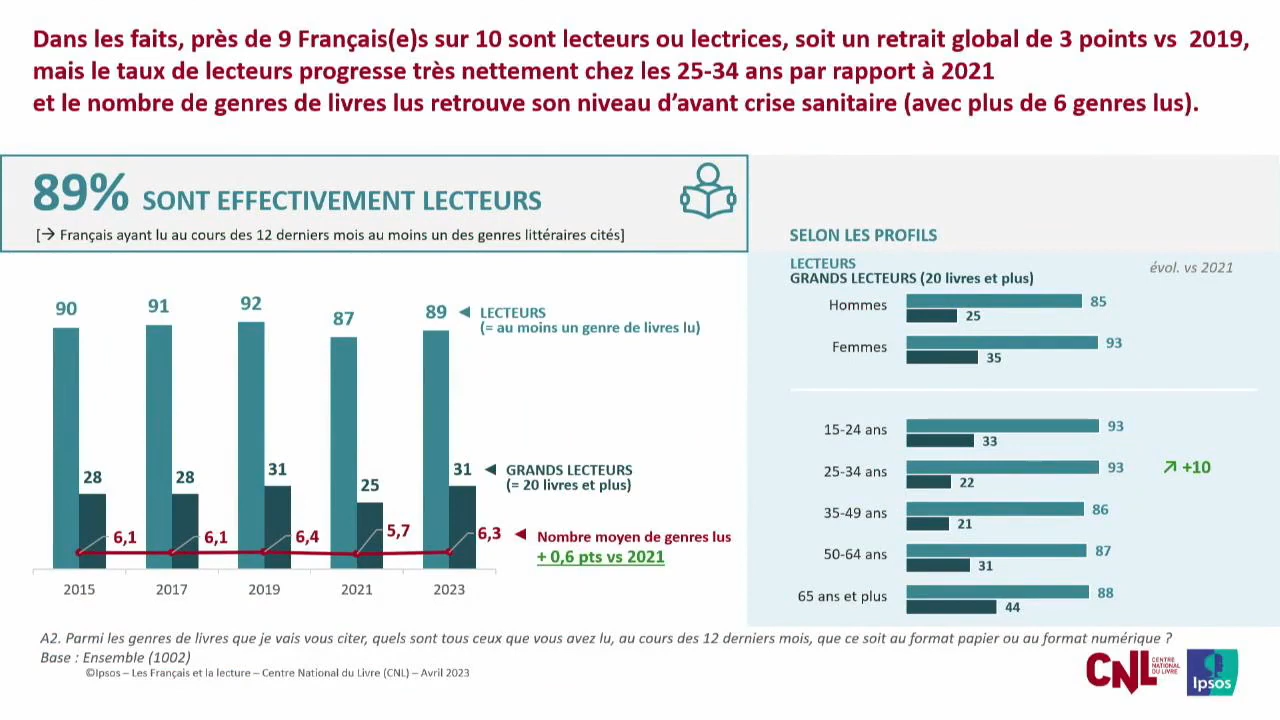 Dans les faits, près de 9 Français(e)s sur 10 sont lecteurs ou lectrices, soit un retrait global de 3 points vs 2019,
mais le taux de lecteurs progresse très nettement chez les 25-34 ans par rapport à 2021
et le nombre de genres de livres lus retrouve son niveau d'avant crise sanitaire (avec plus de 6 genres lus).
89% SONT EFFECTIVEMENT LECTEURS
[→ Français ayant lu au cours des 12 derniers mois au moins un des genres littéraires cités]
90 91 92 87 89
LECTEURS
(= au moins un genre de livres lu)
28 28 31 25 31
GRANDS LECTEURS
(= 20 livres et plus)
6,1 6,1 6,4 5,7 6,3
Nombre moyen de genres lus
+ 0,6 pts vs 2021
2015 2017 2019 2021 2023
SELON LES PROFILS
LECTEURS
GRANDS LECTEURS (20 livres et plus)
évol. vs 2021
Hommes 85
25
Femmes 93
35
15-24 ans 93
33
25-34 ans 93 +10
22
35-49 ans 86
21
50-64 ans 87
31
65 ans et plus 88
44
A2. Parmi les genres de livres que je vais vous citer, quels sont tous ceux que vous avez lu, au cours des 12 derniers mois, que ce soit au format papier ou au format numérique ?
Base : Ensemble (1002)
©Ipsos – Les Français et la lecture – Centre National du Livre (CNL) – Avril 2023
CNL CENTRE
NATIONAL
DU LIVRE
Ipsos